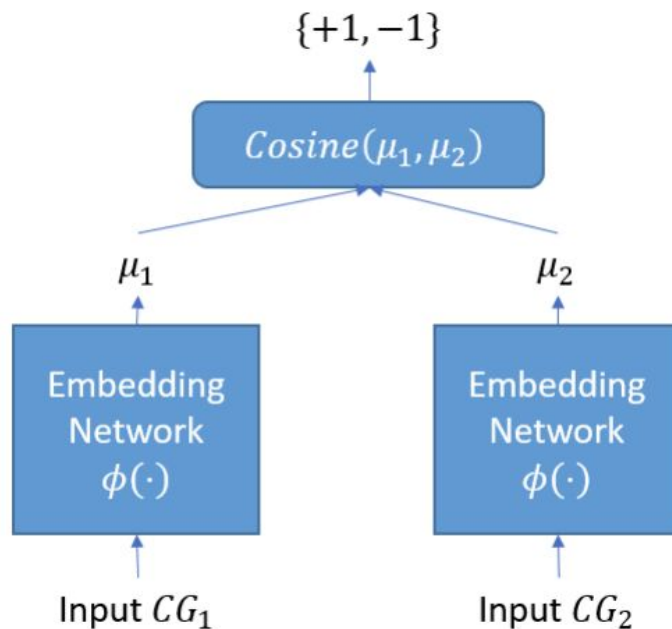 {+1, −1}
Cosine(μ₁, μ₂)
μ₁
μ₂
Embedding
Network
ϕ(·)
Embedding
Network
ϕ(·)
Input CG₁
Input CG₂